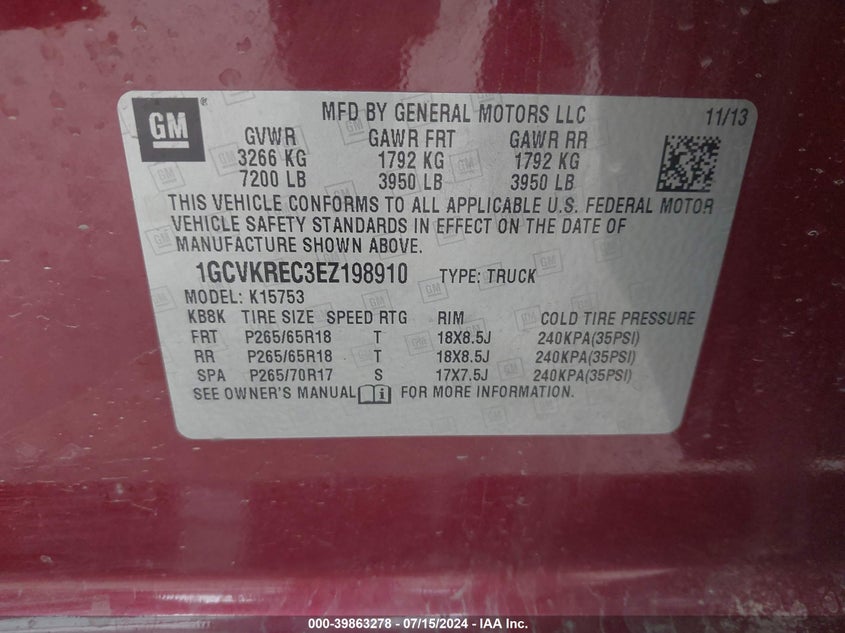 GM
MFD BY GENERAL MOTORS LLC 11/13
GVWR GAWR FRT GAWR RR
3266 KG 1792 KG 1792 KG
7200 LB 3950 LB 3950 LB
THIS VEHICLE CONFORMS TO ALL APPLICABLE U.S. FEDERAL MOTOR
VEHICLE SAFETY STANDARDS IN EFFECT ON THE DATE OF
MANUFACTURE SHOWN ABOVE.
1GCVKREC3EZ198910 TYPE: TRUCK
MODEL: K15753
KB8K TIRE SIZE SPEED RTG RIM COLD TIRE PRESSURE
FRT P265/65R18 T 18X8.5J 240KPA(35PSI)
RR P265/65R18 T 18X8.5J 240KPA(35PSI)
SPA P265/70R17 S 17X7.5J 240KPA(35PSI)
SEE OWNER'S MANUAL FOR MORE INFORMATION.
000-39863278 - 07/15/2024 - IAA Inc.